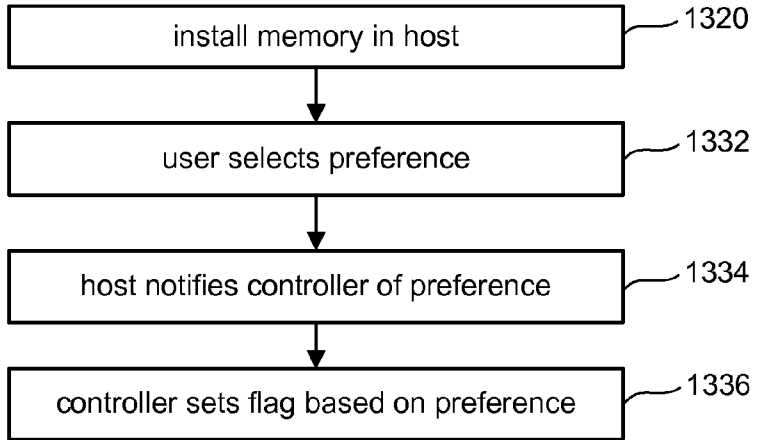 install memory in host
1320
user selects preference
1332
host notifies controller of preference
1334
controller sets flag based on preference
1336